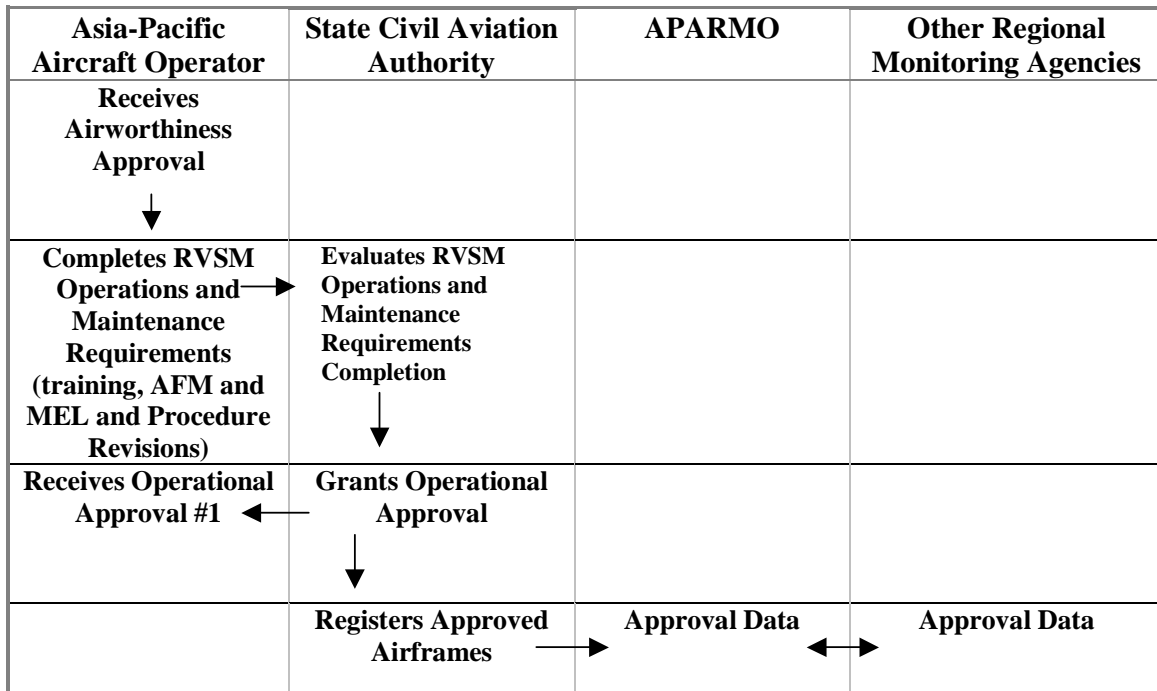 Asia-Pacific
Aircraft Operator
State Civil Aviation
Authority
APARMO
Other Regional
Monitoring Agencies
Receives
Airworthiness
Approval
Completes RVSM
Operations and
Maintenance
Requirements
(training, AFM and
MEL and Procedure
Revisions)
Evaluates RVSM
Operations and
Maintenance
Requirements
Completion
Receives Operational
Approval #1
Grants Operational
Approval
Registers Approved
Airframes
Approval Data
Approval Data